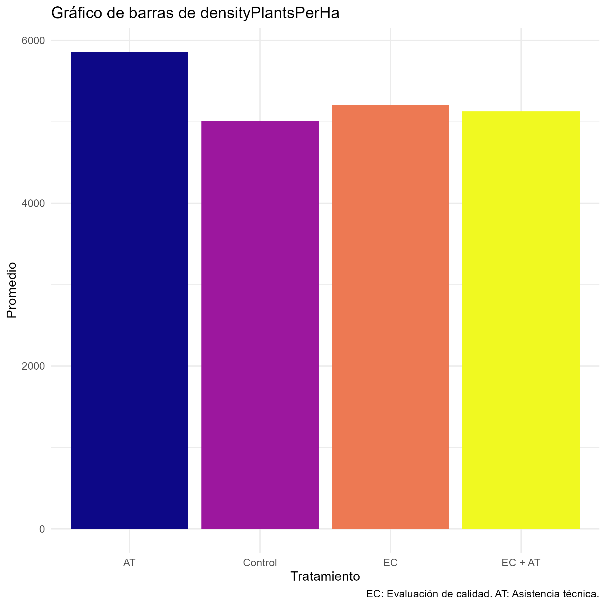 Gráfico de barras de densityPlantsPerHa
Promedio
6000
4000
2000
0
AT Control EC EC + AT
Tratamiento
EC: Evaluación de calidad. AT: Asistencia técnica.